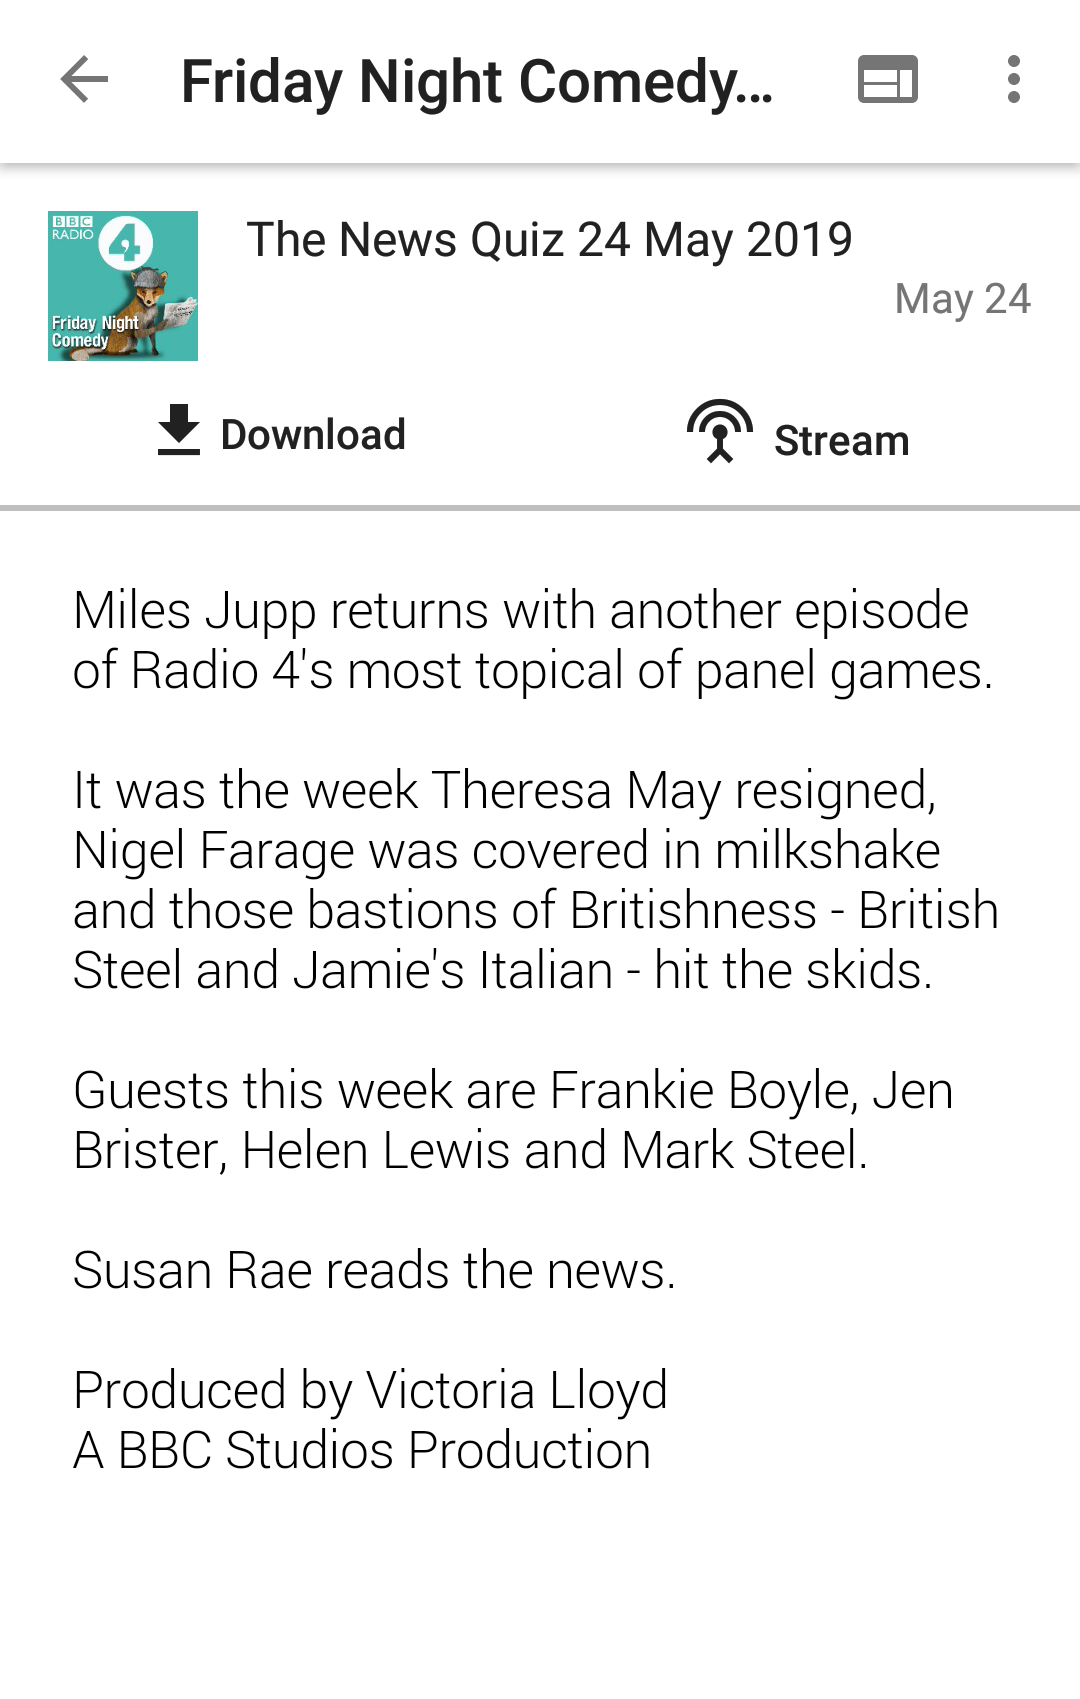 Friday Night Comedy...
BBC
RADIO
4
Friday Night
Comedy
The News Quiz 24 May 2019
May 24
Download
Stream
Miles Jupp returns with another episode
of Radio 4's most topical of panel games.
It was the week Theresa May resigned,
Nigel Farage was covered in milkshake
and those bastions of Britishness - British
Steel and Jamie's Italian - hit the skids.
Guests this week are Frankie Boyle, Jen
Brister, Helen Lewis and Mark Steel.
Susan Rae reads the news.
Produced by Victoria Lloyd
A BBC Studios Production